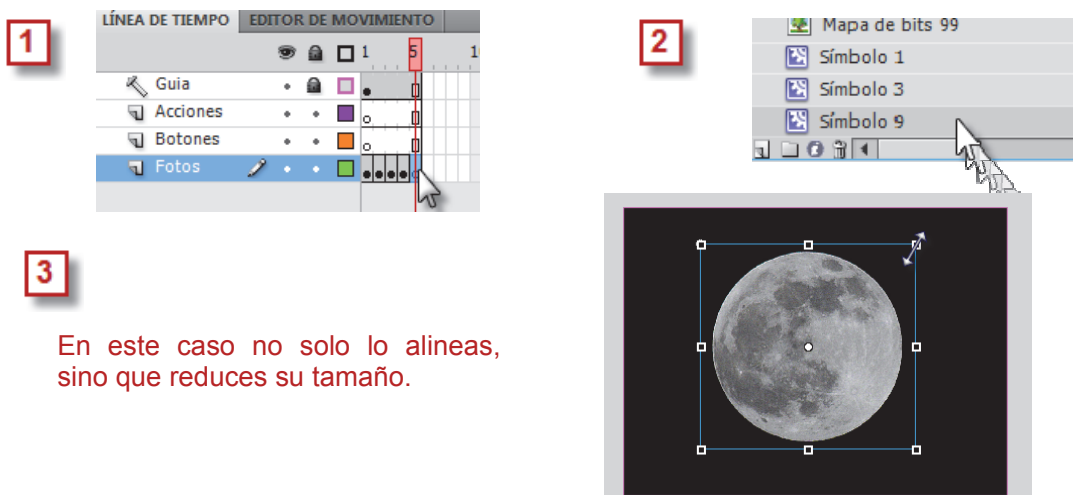 1
LÍNEA DE TIEMPO EDITOR DE MOVIMIENTO
1 5 10
Guia
Acciones
Botones
Fotos
2
Mapa de bits 99
Símbolo 1
Símbolo 3
Símbolo 9
3
En este caso no solo lo alineas,
sino que reduces su tamaño.